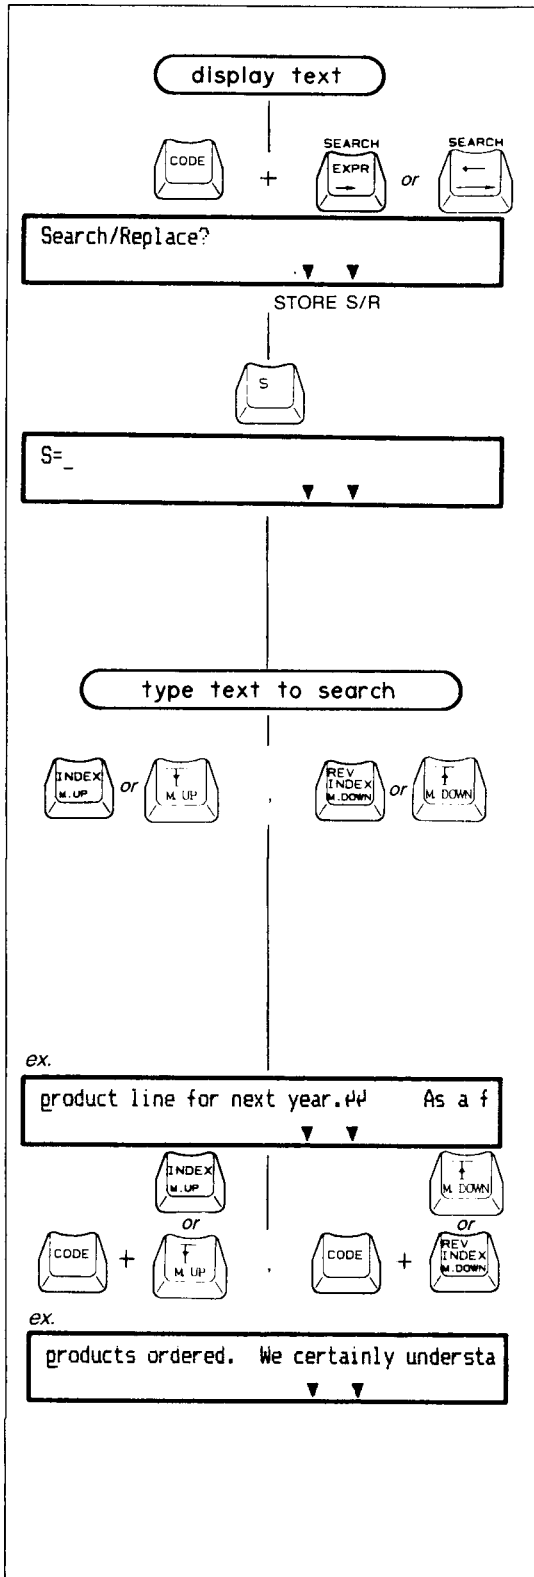 display text
SEARCH SEARCH
CODE + EXPR → or ← ↔
Search/Replace?
▼ ▼
STORE S/R
S
S=_
▼ ▼
type text to search
INDEX M.UP or M. UP , REV INDEX M.DOWN or M. DOWN
ex.
product line for next year.↵↵ As a f
▼ ▼
INDEX M.UP M. DOWN
or or
CODE + M. UP , CODE + REV INDEX M.DOWN
ex.
products ordered. We certainly understa
▼ ▼